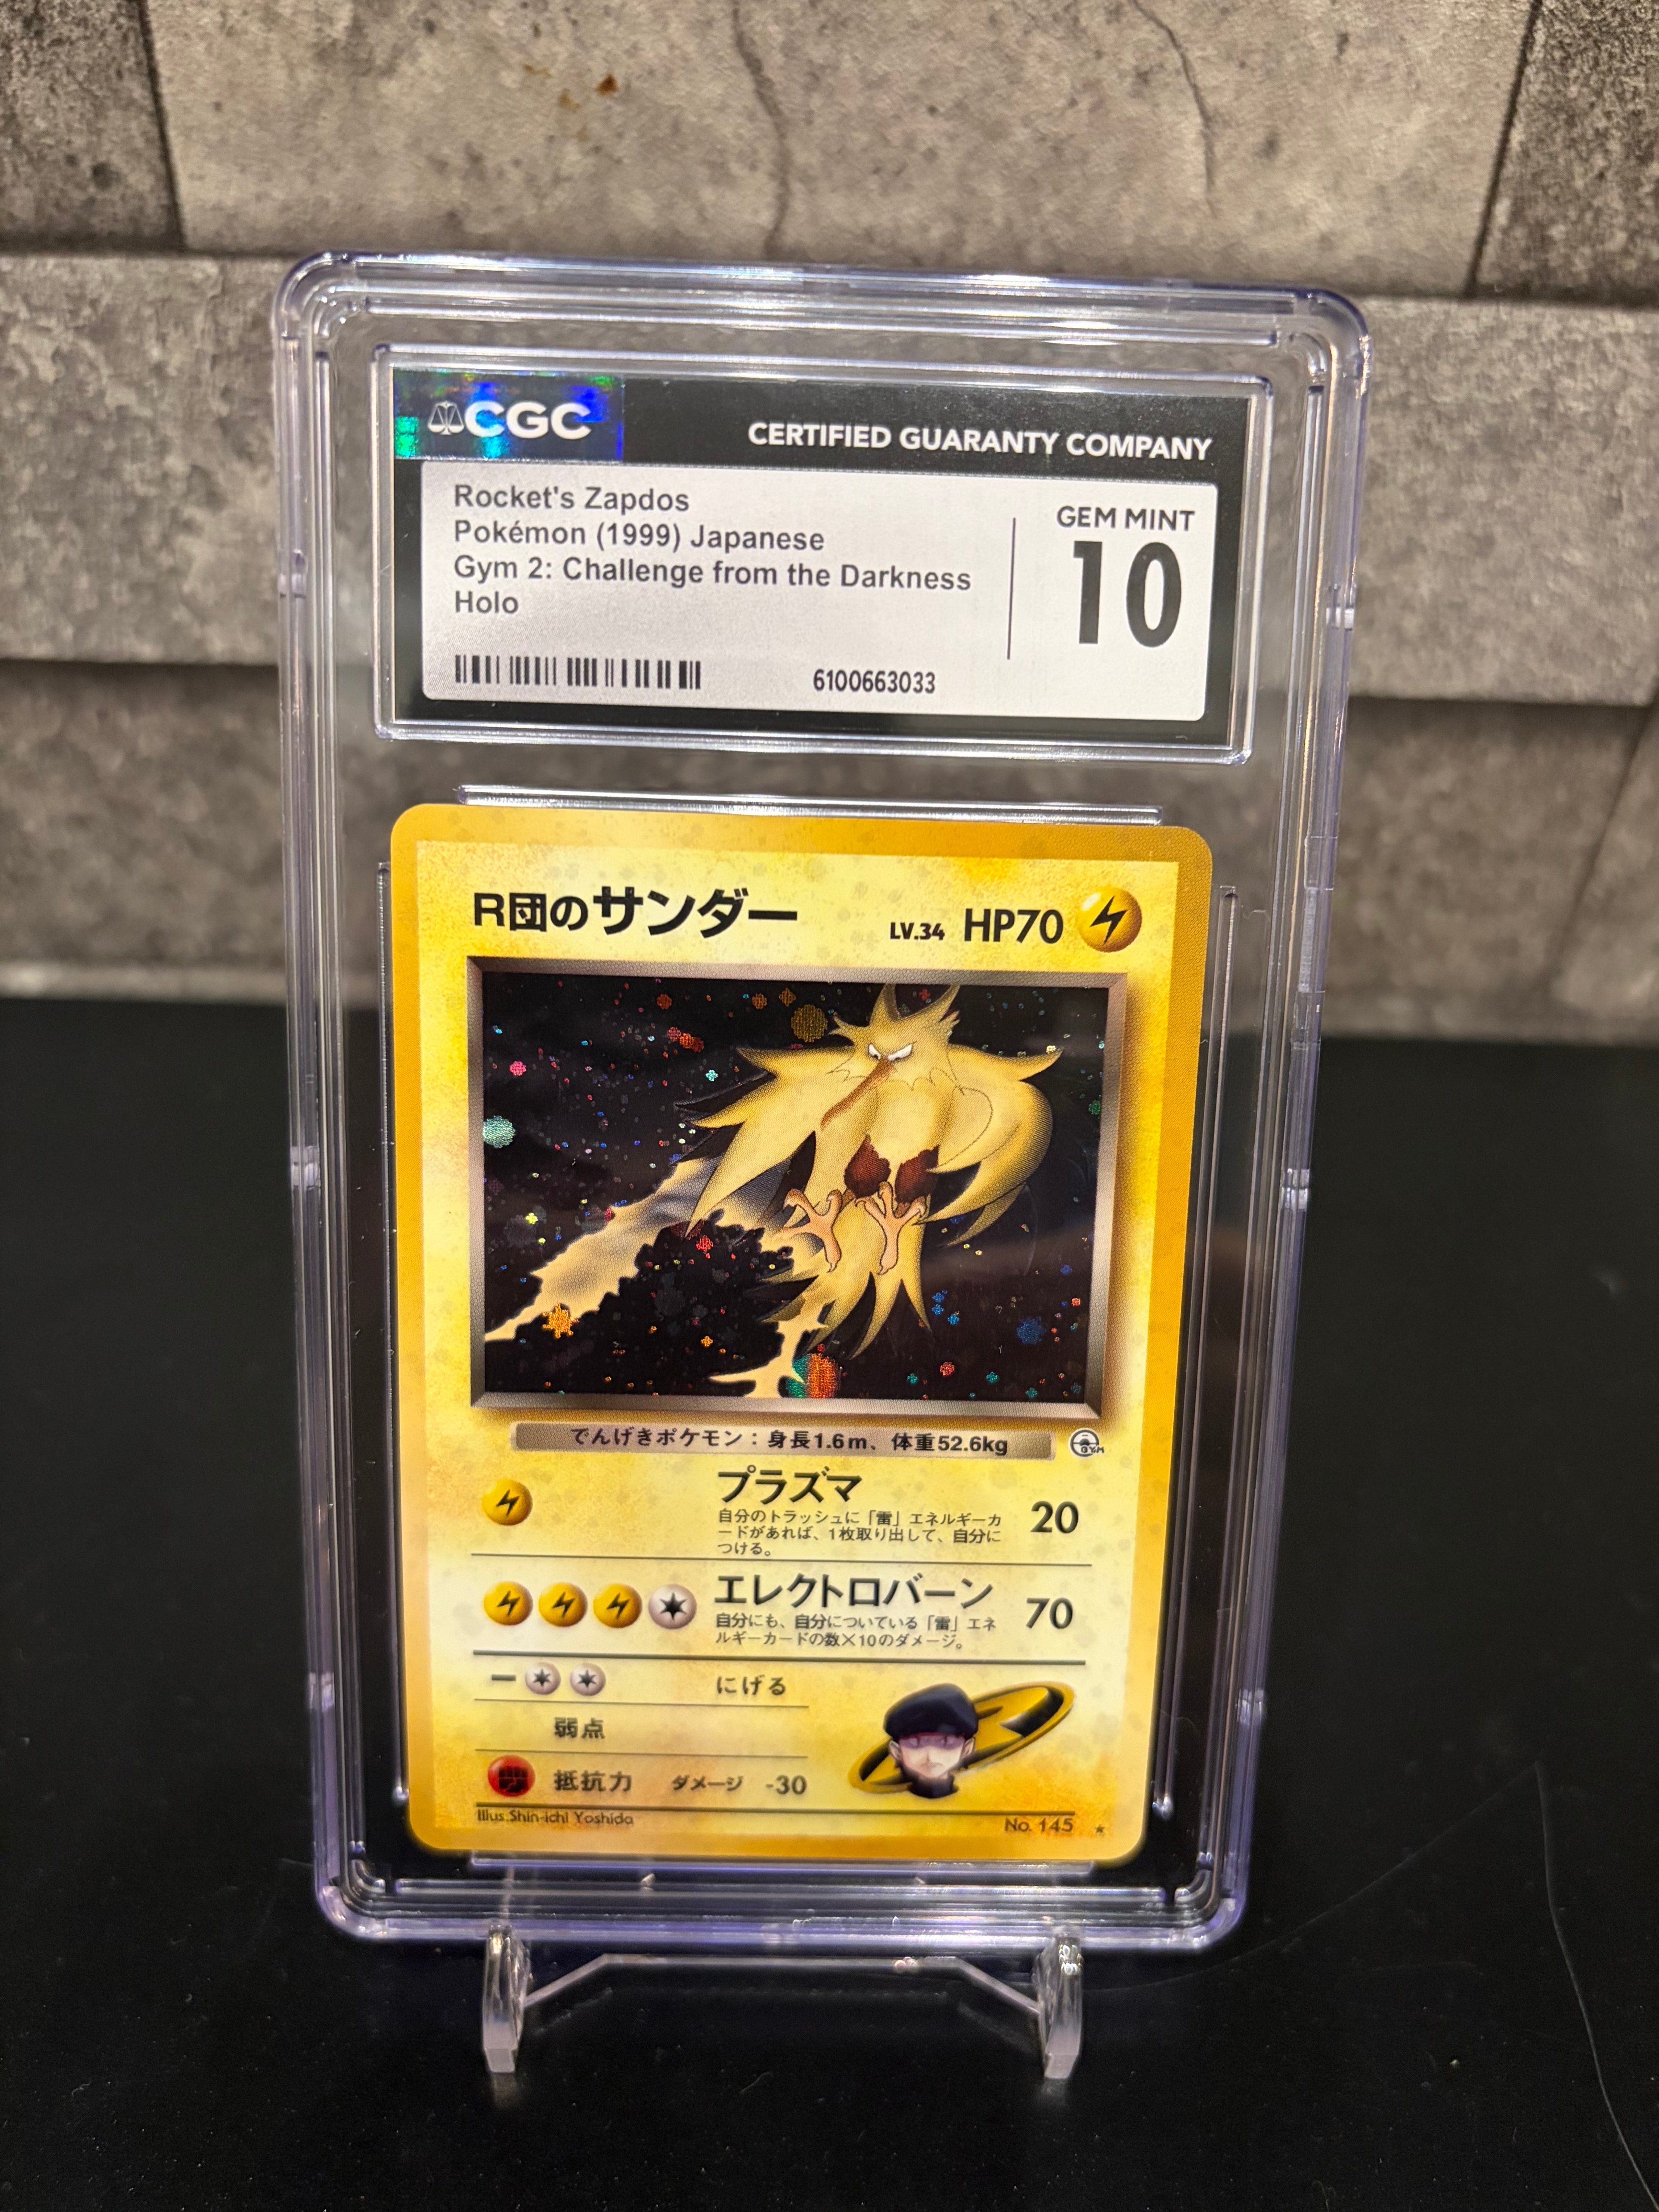 CGC
CERTIFIED GUARANTY COMPANY
Rocket's Zapdos
Pokémon (1999) Japanese
Gym 2: Challenge from the Darkness
Holo
GEM MINT
10
6100663033
R団のサンダー LV.34 HP70
でんげきポケモン：身長1.6m、体重52.6kg
GYM
プラズマ 20
自分のトラッシュに「雷」エネルギーカ
ードがあれば、1枚取り出して、自分に
つける。
エレクトロバーン 70
自分にも、自分についている「雷」エネ
ルギーカードの数×10のダメージ。
ー にげる
弱点
抵抗力 ダメージ -30
Illus.Shin-ichi Yoshida
No. 145 ★